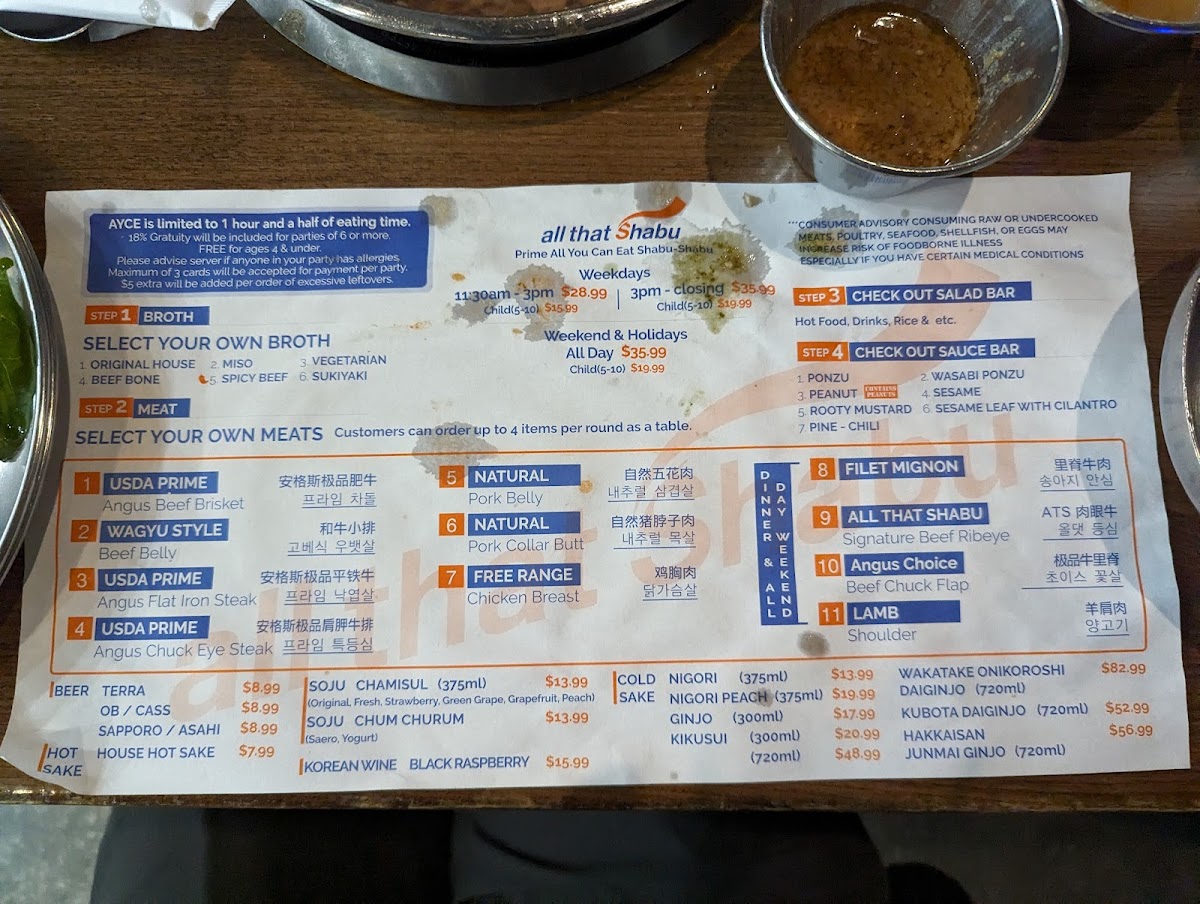 AYCE is limited to 1 hour and a half of eating time.
18% Gratuity will be included for parties of 6 or more.
FREE for ages 4 & under.
Please advise server if anyone in your party has allergies.
Maximum of 3 cards will be accepted for payment per party.
$5 extra will be added per order of excessive leftovers.
all that Shabu
Prime All You Can Eat Shabu-Shabu
Weekdays
11:30am - 3pm $28.99 | 3pm - closing $35.99
Child(5-10) $15.99 Child(5-10) $19.99
Weekend & Holidays
All Day $35.99
Child(5-10) $19.99
***CONSUMER ADVISORY CONSUMING RAW OR UNDERCOOKED
MEATS, POULTRY, SEAFOOD, SHELLFISH, OR EGGS MAY
INCREASE RISK OF FOODBORNE ILLNESS
ESPECIALLY IF YOU HAVE CERTAIN MEDICAL CONDITIONS
STEP 1 BROTH
SELECT YOUR OWN BROTH
1. ORIGINAL HOUSE 2. MISO 3. VEGETARIAN
4. BEEF BONE 5. SPICY BEEF 6. SUKIYAKI
STEP 2 MEAT
SELECT YOUR OWN MEATS Customers can order up to 4 items per round as a table.
STEP 3 CHECK OUT SALAD BAR
Hot Food, Drinks, Rice & etc.
STEP 4 CHECK OUT SAUCE BAR
1. PONZU 2. WASABI PONZU
3. PEANUT CONTAINS PEANUTS 4. SESAME
5. ROOTY MUSTARD 6. SESAME LEAF WITH CILANTRO
7. PINE - CHILI
1 USDA PRIME 安格斯极品肥牛
Angus Beef Brisket 프라임 차돌
2 WAGYU STYLE 和牛小排
Beef Belly 고베식 우뱃살
3 USDA PRIME 安格斯极品平铁牛
Angus Flat Iron Steak 프라임 낙엽살
4 USDA PRIME 安格斯极品肩胛牛排
Angus Chuck Eye Steak 프라임 특등심
5 NATURAL 自然五花肉
Pork Belly 내추럴 삼겹살
6 NATURAL 自然猪脖子肉
Pork Collar Butt 내추럴 목살
7 FREE RANGE 鸡胸肉
Chicken Breast 닭가슴살
DINNER & ALL
DAY WEEKEND
8 FILET MIGNON 里脊牛肉
송아지 안심
9 ALL THAT SHABU ATS 肉眼牛
Signature Beef Ribeye 올댓 등심
10 Angus Choice 极品牛里脊
Beef Chuck Flap 초이스 꽃살
11 LAMB 羊肩肉
Shoulder 양고기
all that Shabu
BEER TERRA $8.99
OB / CASS $8.99
SAPPORO / ASAHI $8.99
HOT SAKE HOUSE HOT SAKE $7.99
SOJU CHAMISUL (375ml) $13.99
(Original, Fresh, Strawberry, Green Grape, Grapefruit, Peach)
SOJU CHUM CHURUM $13.99
(Saero, Yogurt)
KOREAN WINE BLACK RASPBERRY $15.99
COLD SAKE NIGORI (375ml) $13.99
NIGORI PEACH (375ml) $19.99
GINJO (300ml) $17.99
KIKUSUI (300ml) $20.99
(720ml) $48.99
WAKATAKE ONIKOROSHI $82.99
DAIGINJO (720ml)
KUBOTA DAIGINJO (720ml) $52.99
HAKKAISAN $56.99
JUNMAI GINJO (720ml)